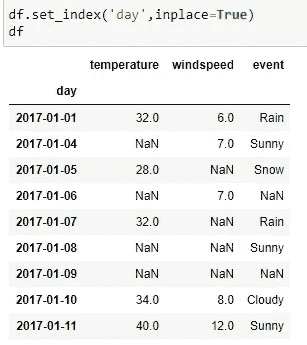 df.set_index('day',inplace=True)
df
temperature windspeed event
day
2017-01-01 32.0 6.0 Rain
2017-01-04 NaN 7.0 Sunny
2017-01-05 28.0 NaN Snow
2017-01-06 NaN 7.0 NaN
2017-01-07 32.0 NaN Rain
2017-01-08 NaN NaN Sunny
2017-01-09 NaN NaN NaN
2017-01-10 34.0 8.0 Cloudy
2017-01-11 40.0 12.0 Sunny